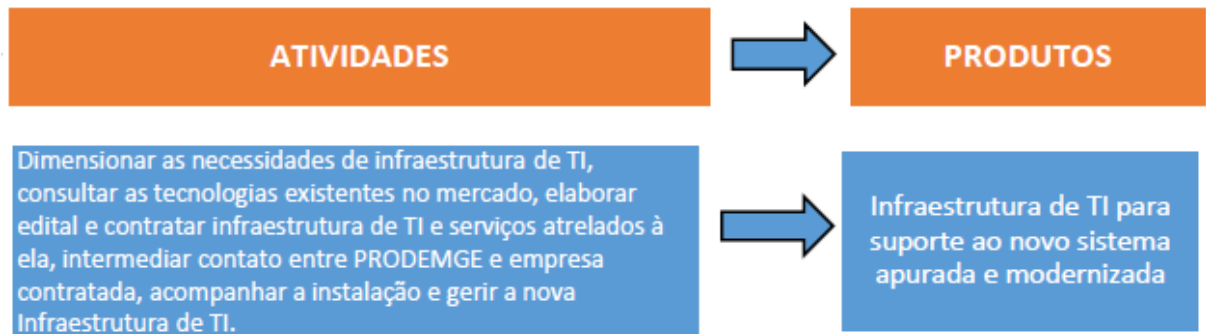 ATIVIDADES
PRODUTOS
Dimensionar as necessidades de infraestrutura de TI,
consultar as tecnologias existentes no mercado, elaborar
edital e contratar infraestrutura de TI e serviços atrelados à
ela, intermediar contato entre PRODEMGE e empresa
contratada, acompanhar a instalação e gerir a nova
Infraestrutura de TI.
Infraestrutura de TI para
suporte ao novo sistema
apurada e modernizada